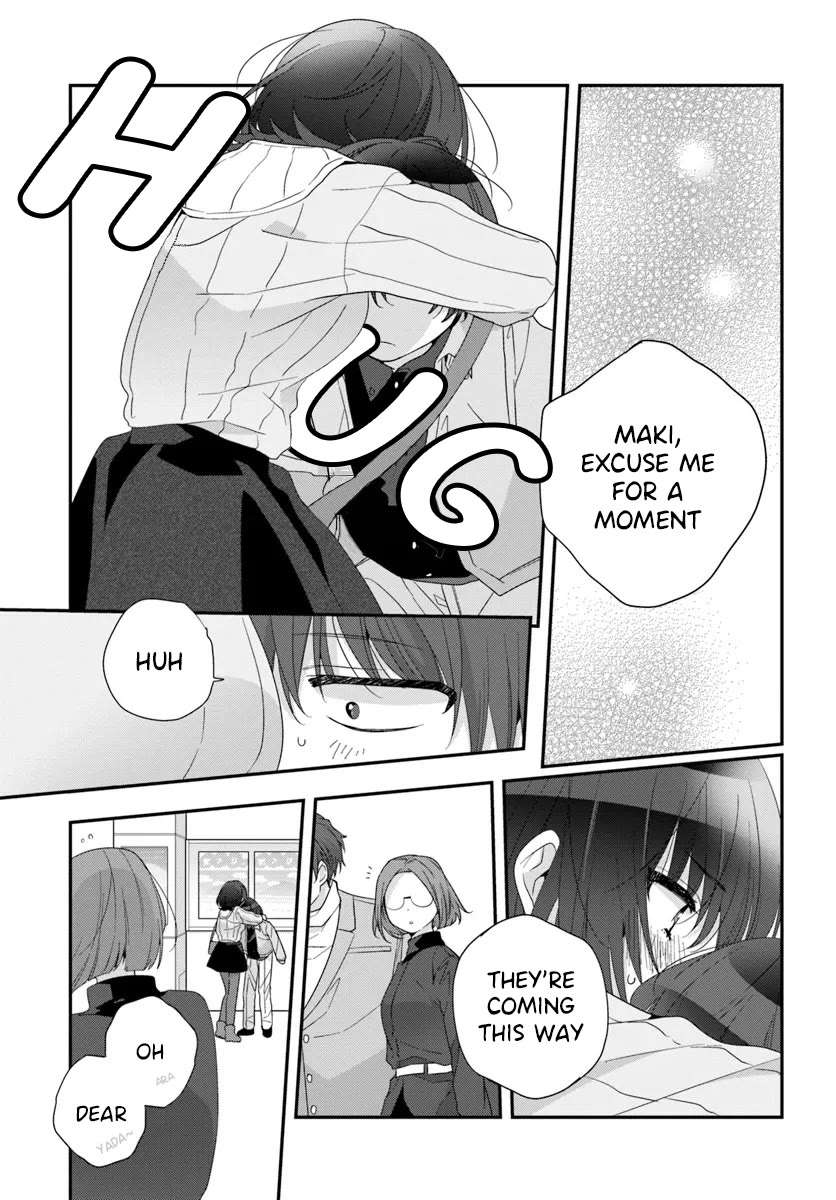 MAKI,
EXCUSE ME
FOR A
MOMENT
HUG
HUH
THEY'RE
COMING
THIS WAY
OH
ARA
DEAR
YADA~